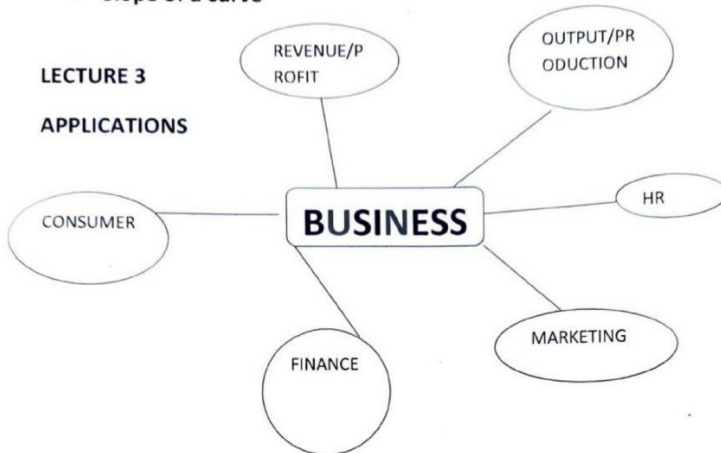 Slope of a curve
LECTURE 3
APPLICATIONS
REVENUE/P
ROFIT
OUTPUT/PR
ODUCTION
CONSUMER
BUSINESS
HR
FINANCE
MARKETING